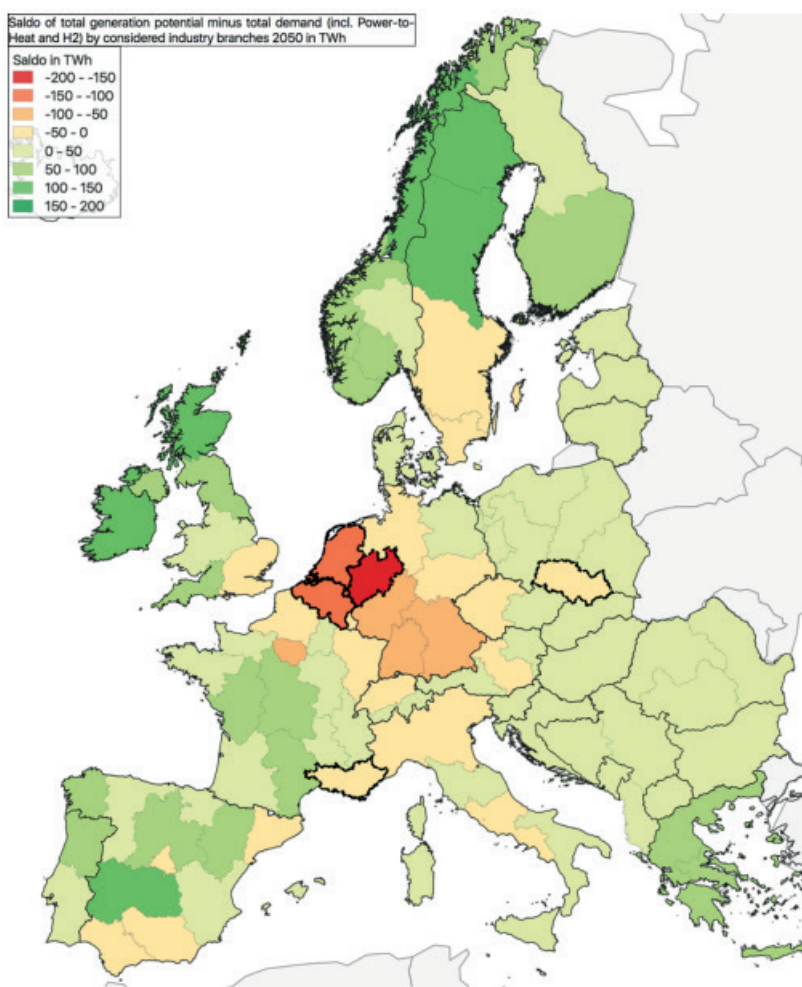 Saldo of total generation potential minus total demand (incl. Power-to-
Heat and H2) by considered industry branches 2050 in TWh
Saldo in TWh
-200 - -150
-150 - -100
-100 - -50
-50 - 0
0 - 50
50 - 100
100 - 150
150 - 200